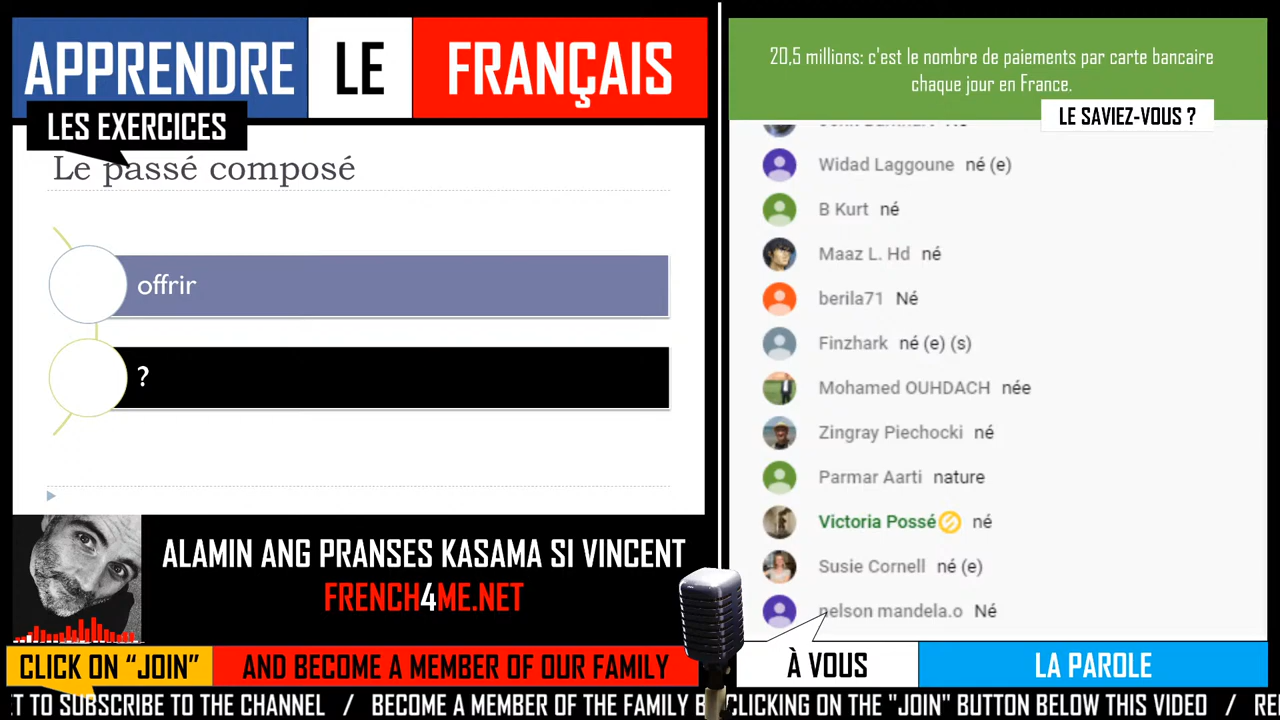 APPRENDRE LE FRANÇAIS
LES EXERCICES
Le passé composé
offrir
?
ALAMIN ANG PRANSES KASAMA SI VINCENT
FRENCH4ME.NET
CLICK ON “JOIN” AND BECOME A MEMBER OF OUR FAMILY
20,5 millions: c'est le nombre de paiements par carte bancaire
chaque jour en France.
LE SAVIEZ-VOUS ?
Widad Laggoune né (e)
B Kurt né
Maaz L. Hd né
berila71 Né
Finzhark né (e) (s)
Mohamed OUHDACH née
Zingray Piechocki né
Parmar Aarti nature
Victoria Possé né
Susie Cornell né (e)
nelson mandela.o Né
À VOUS LA PAROLE
TO SUBSCRIBE TO THE CHANNEL / BECOME A MEMBER OF THE FAMILY CLICKING ON THE "JOIN" BUTTON BELOW THIS VIDEO /